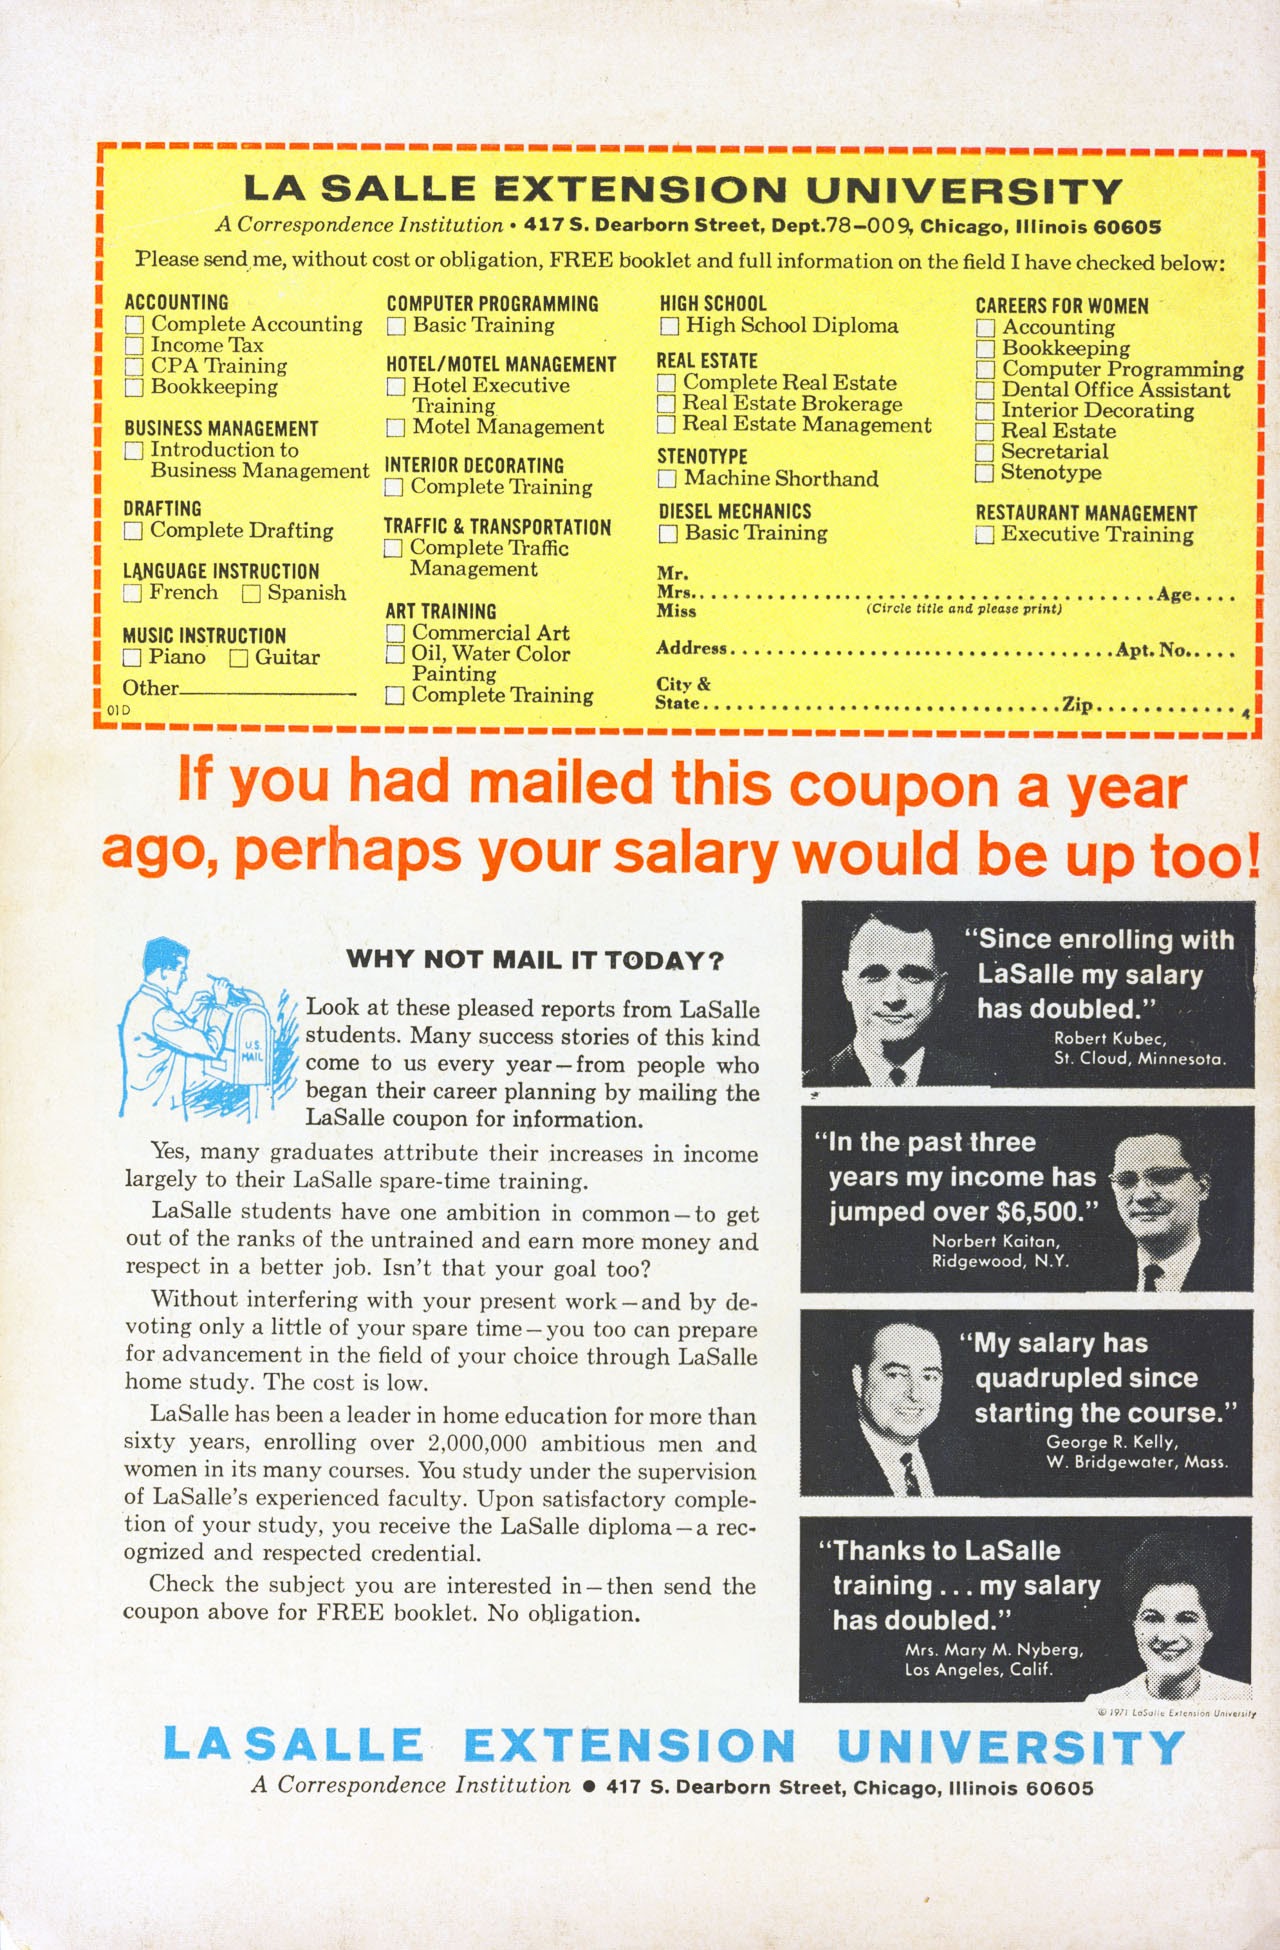 LA SALLE EXTENSION UNIVERSITY
A Correspondence Institution • 417 S. Dearborn Street, Dept.78-009, Chicago, Illinois 60605
Please send me, without cost or obligation, FREE booklet and full information on the field I have checked below:
ACCOUNTING
Complete Accounting
Income Tax
CPA Training
Bookkeeping
BUSINESS MANAGEMENT
Introduction to
Business Management
DRAFTING
Complete Drafting
LANGUAGE INSTRUCTION
French Spanish
MUSIC INSTRUCTION
Piano Guitar
Other
01D
COMPUTER PROGRAMMING
Basic Training
HOTEL/MOTEL MANAGEMENT
Hotel Executive
Training
Motel Management
INTERIOR DECORATING
Complete Training
TRAFFIC & TRANSPORTATION
Complete Traffic
Management
ART TRAINING
Commercial Art
Oil, Water Color
Painting
Complete Training
HIGH SCHOOL
High School Diploma
REAL ESTATE
Complete Real Estate
Real Estate Brokerage
Real Estate Management
STENOTYPE
Machine Shorthand
DIESEL MECHANICS
Basic Training
CAREERS FOR WOMEN
Accounting
Bookkeeping
Computer Programming
Dental Office Assistant
Interior Decorating
Real Estate
Secretarial
Stenotype
RESTAURANT MANAGEMENT
Executive Training
Mr.
Mrs. Age
Miss (Circle title and please print)
Address Apt. No.
City &
State Zip
4
If you had mailed this coupon a year
ago, perhaps your salary would be up too!
U.S.
MAIL
WHY NOT MAIL IT TODAY?
Look at these pleased reports from LaSalle
students. Many success stories of this kind
come to us every year—from people who
began their career planning by mailing the
LaSalle coupon for information.
Yes, many graduates attribute their increases in income
largely to their LaSalle spare-time training.
LaSalle students have one ambition in common—to get
out of the ranks of the untrained and earn more money and
respect in a better job. Isn't that your goal too?
Without interfering with your present work—and by de-
voting only a little of your spare time—you too can prepare
for advancement in the field of your choice through LaSalle
home study. The cost is low.
LaSalle has been a leader in home education for more than
sixty years, enrolling over 2,000,000 ambitious men and
women in its many courses. You study under the supervision
of LaSalle's experienced faculty. Upon satisfactory comple-
tion of your study, you receive the LaSalle diploma—a rec-
ognized and respected credential.
Check the subject you are interested in—then send the
coupon above for FREE booklet. No obligation.
"Since enrolling with
LaSalle my salary
has doubled."
Robert Kubec,
St. Cloud, Minnesota.
"In the past three
years my income has
jumped over $6,500."
Norbert Kaitan,
Ridgewood, N.Y.
"My salary has
quadrupled since
starting the course."
George R. Kelly,
W. Bridgewater, Mass.
"Thanks to LaSalle
training . . . my salary
has doubled."
Mrs. Mary M. Nyberg,
Los Angeles, Calif.
© 1971 LaSalle Extension University
LA SALLE EXTENSION UNIVERSITY
A Correspondence Institution ● 417 S. Dearborn Street, Chicago, Illinois 60605